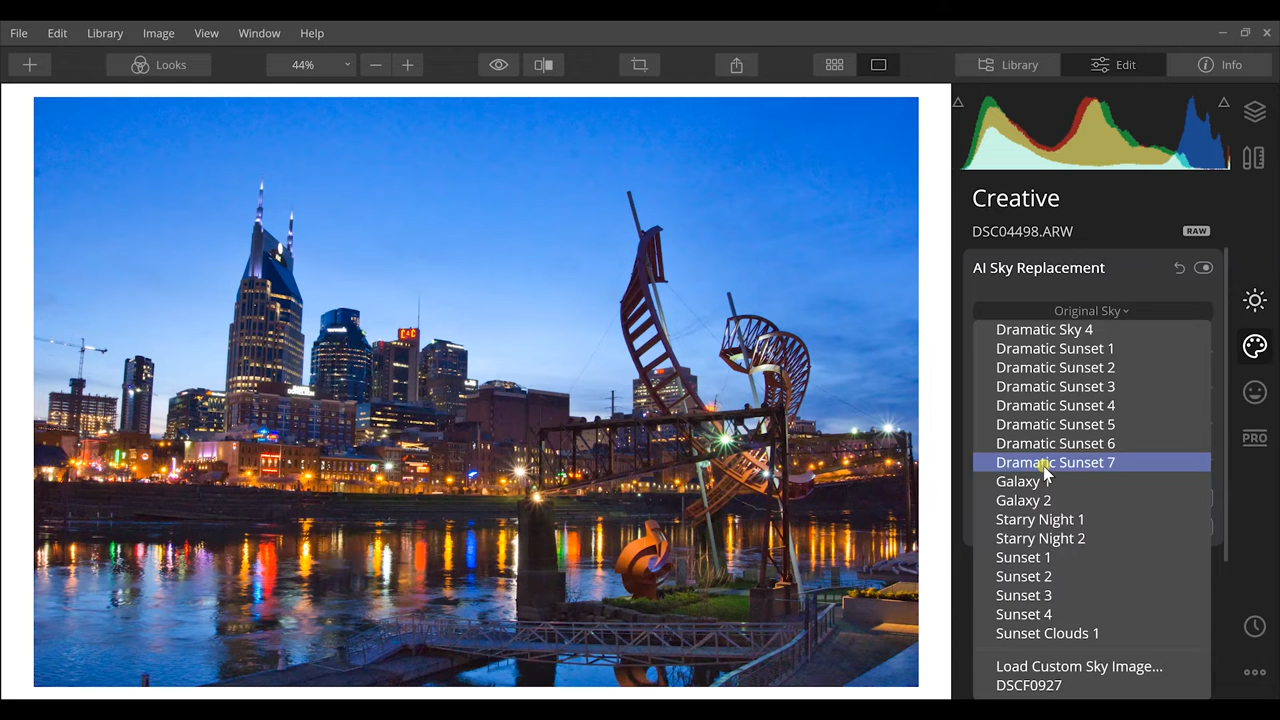 File Edit Library Image View Window Help
Looks 44% Library Edit Info
Creative
DSC04498.ARW RAW
AI Sky Replacement
Original Sky
Dramatic Sky 4
Dramatic Sunset 1
Dramatic Sunset 2
Dramatic Sunset 3
Dramatic Sunset 4
PRO
Dramatic Sunset 5
Dramatic Sunset 6
Dramatic Sunset 7
Galaxy
Galaxy 2
Starry Night 1
Starry Night 2
Sunset 1
Sunset 2
Sunset 3
Sunset 4
Sunset Clouds 1
Load Custom Sky Image...
DSCF0927